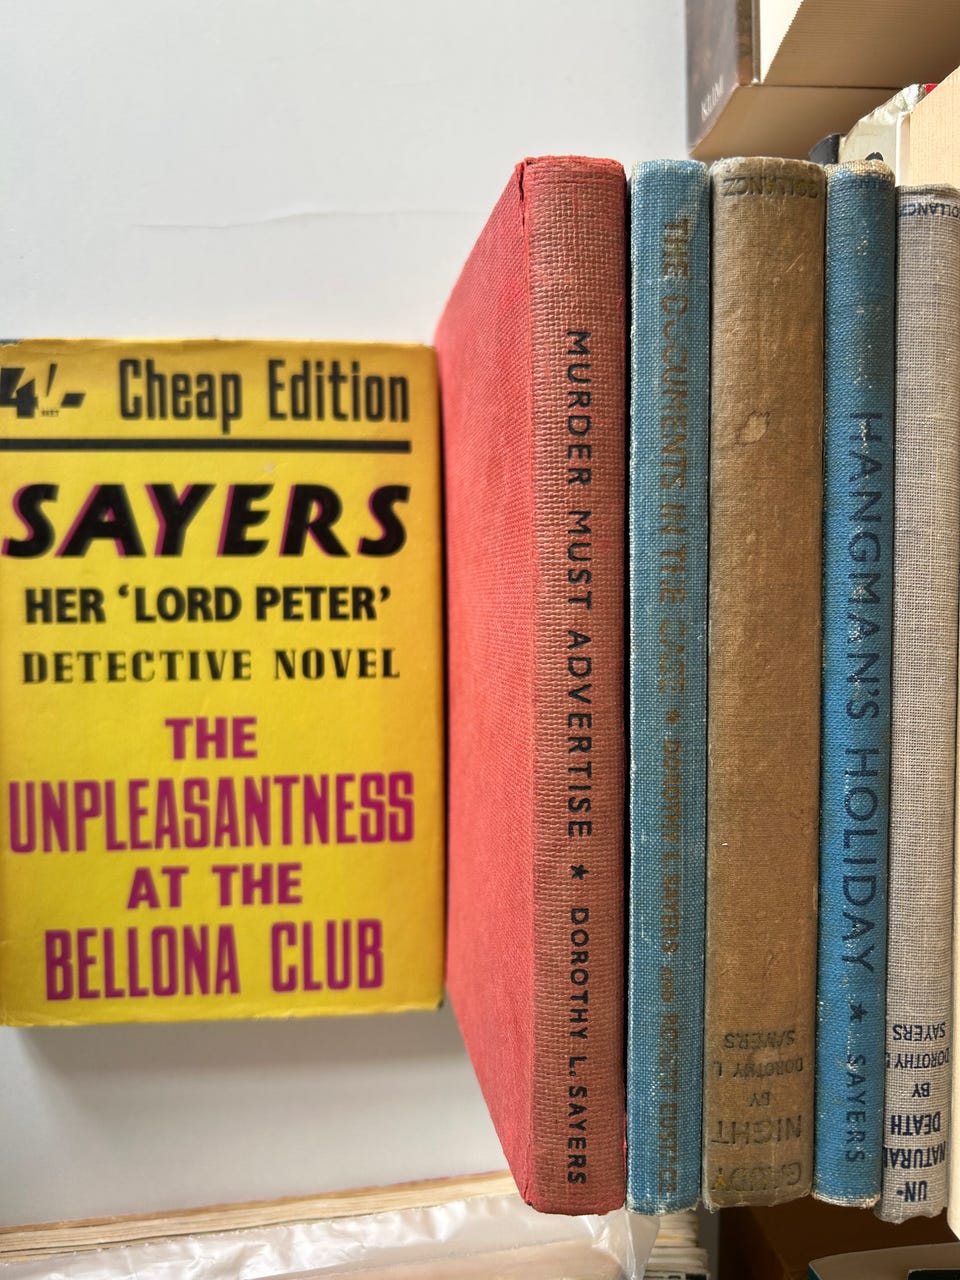 4/-
NET
Cheap Edition
SAYERS
HER ‘LORD PETER’
DETECTIVE NOVEL
THE
UNPLEASANTNESS
AT THE
BELLONA CLUB
MURDER MUST ADVERTISE ★ DOROTHY L. SAYERS
THE DOCUMENTS IN THE CASE ★ DOROTHY L. SAYERS AND ROBERT EUSTACE
GAUDY
NIGHT
BY
DOROTHY L.
SAYERS
GOLLANCZ
HANGMAN'S HOLIDAY ★ SAYERS
UN-
NATURAL
DEATH
BY
DOROTHY L.
SAYERS
GOLLANCZ